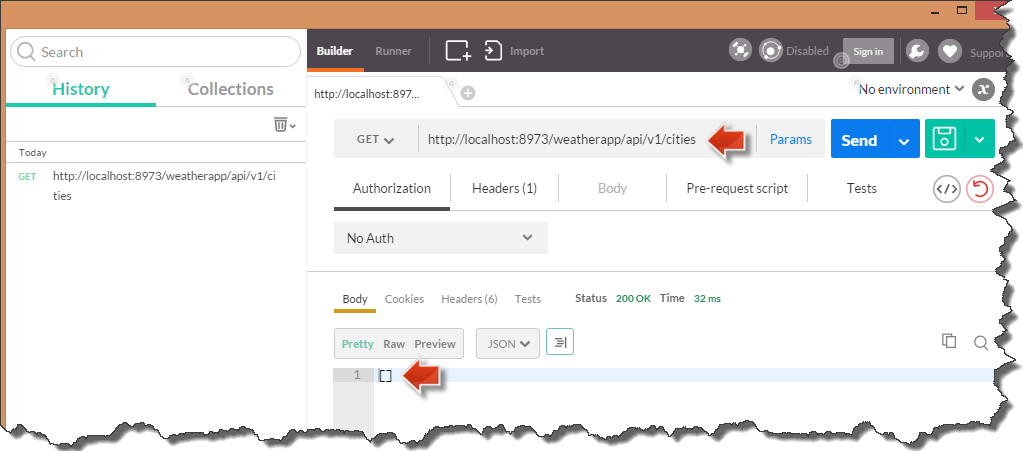 Search
Builder Runner Import Disabled Sign in Support
History Collections
http://localhost:897...
No environment
GET http://localhost:8973/weatherapp/api/v1/cities Params Send
Today
GET http://localhost:8973/weatherapp/api/v1/ci
ties
Authorization Headers (1) Body Pre-request script Tests
No Auth
Body Cookies Headers (6) Tests Status 200 OK Time 32 ms
Pretty Raw Preview JSON
1 []